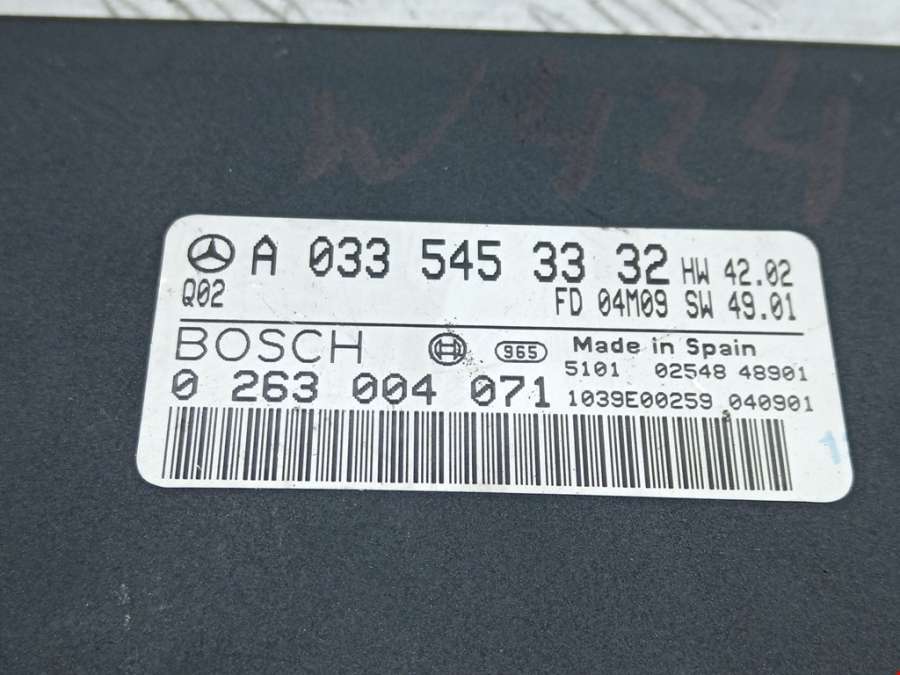 A 033 545 33 32 HW 42.02
Q02 FD 04M09 SW 49.01
BOSCH 965 Made in Spain
5101 02548 48901
0 263 004 071 1039E00259 040901